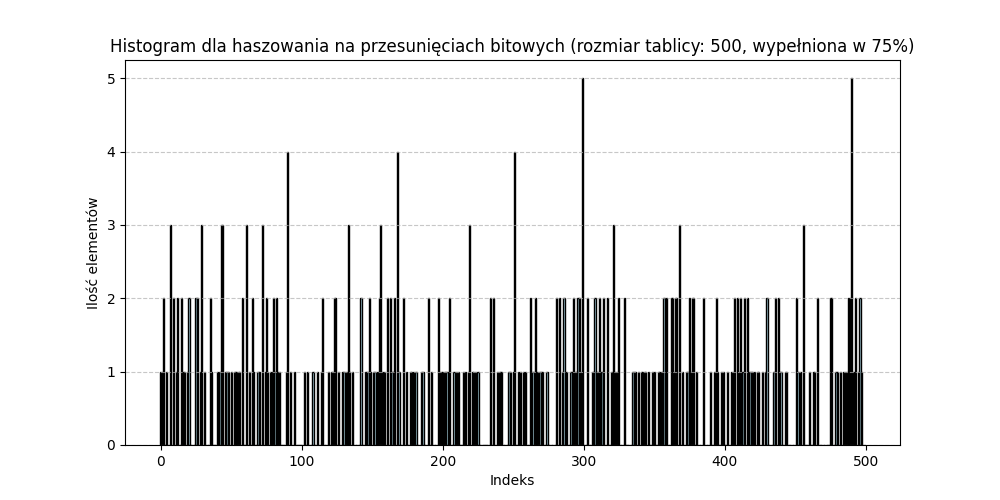 Histogram dla haszowania na przesunięciach bitowych (rozmiar tablicy: 500, wypełniona w 75%)
5
4
3
2
1
0
Ilość elementów
0 100 200 300 400 500
Indeks